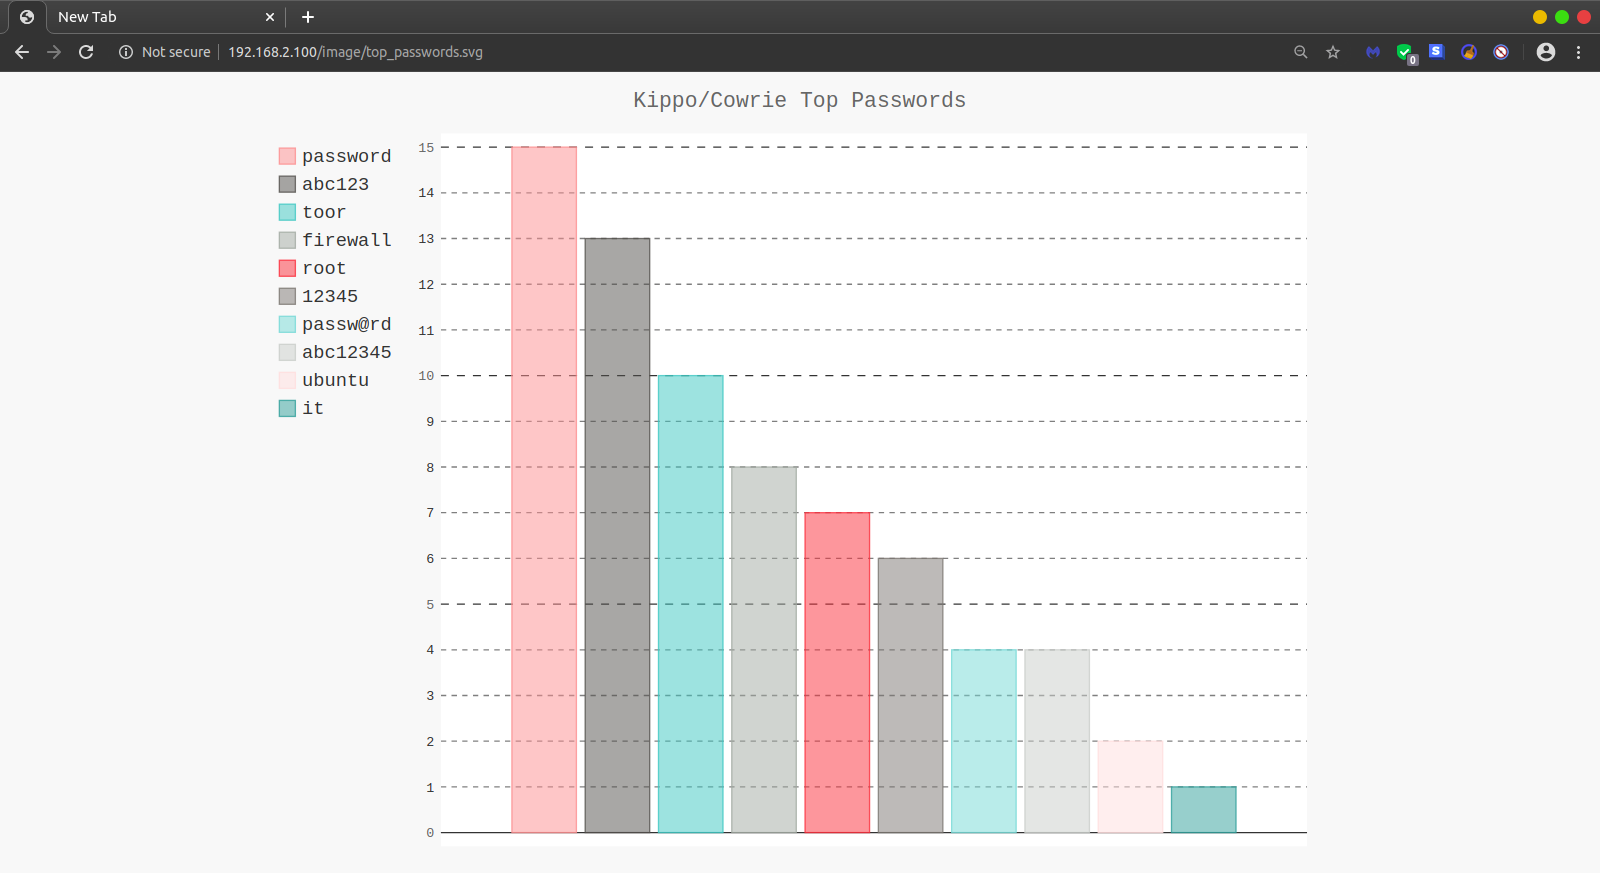 New Tab
Not secure 192.168.2.100/image/top_passwords.svg
S
0
Kippo/Cowrie Top Passwords
password
abc123
toor
firewall
root
12345
passw@rd
abc12345
ubuntu
it
15
14
13
12
11
10
9
8
7
6
5
4
3
2
1
0